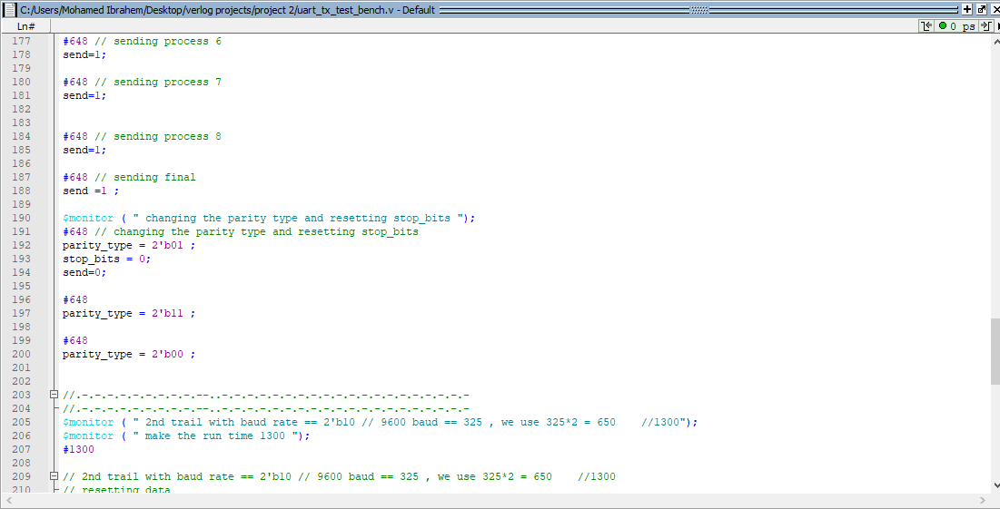 C:/Users/Mohamed Ibrahem/Desktop/verlog projects/project 2/uart_tx_test_bench.v - Default
Ln#
0 ps
177 #648 // sending process 6
178 send=1;
179
180 #648 // sending process 7
181 send=1;
182
183
184 #648 // sending process 8
185 send=1;
186
187 #648 // sending final
188 send =1 ;
189
190 $monitor ( " changing the parity type and resetting stop_bits ");
191 #648 // changing the parity type and resetting stop_bits
192 parity_type = 2'b01 ;
193 stop_bits = 0;
194 send=0;
195
196 #648
197 parity_type = 2'b11 ;
198
199 #648
200 parity_type = 2'b00 ;
201
202
203 //.-.-.-.-.-.-.-.-.-.--..-.-.-.-.-.-.-.-.-.-.-.-.-.-.-.-.-.-.-.-
204 //.-.-.-.-.-.-.-.-.-.--..-.-.-.-.-.-.-.-.-.-.-.-.-.-.-.-.-.-.-.-
205 $monitor ( " 2nd trail with baud rate == 2'b10 // 9600 baud == 325 , we use 325*2 = 650    //1300");
206 $monitor ( " make the run time 1300 ");
207 #1300
208
209 // 2nd trail with baud rate == 2'b10 // 9600 baud == 325 , we use 325*2 = 650    //1300
210 // resetting data